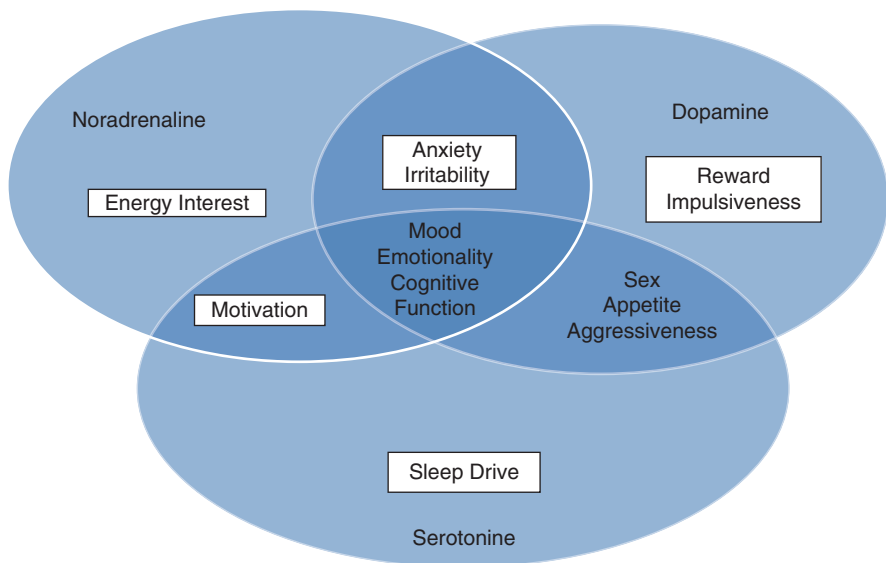 Noradrenaline
Dopamine
Anxiety
Irritability
Reward
Impulsiveness
Energy Interest
Mood
Emotionality
Cognitive
Function
Sex
Appetite
Aggressiveness
Motivation
Sleep Drive
Serotonine